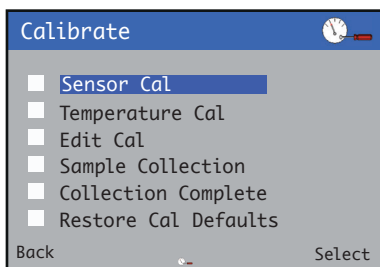 Calibrate
Sensor Cal
Temperature Cal
Edit Cal
Sample Collection
Collection Complete
Restore Cal Defaults
Back Select